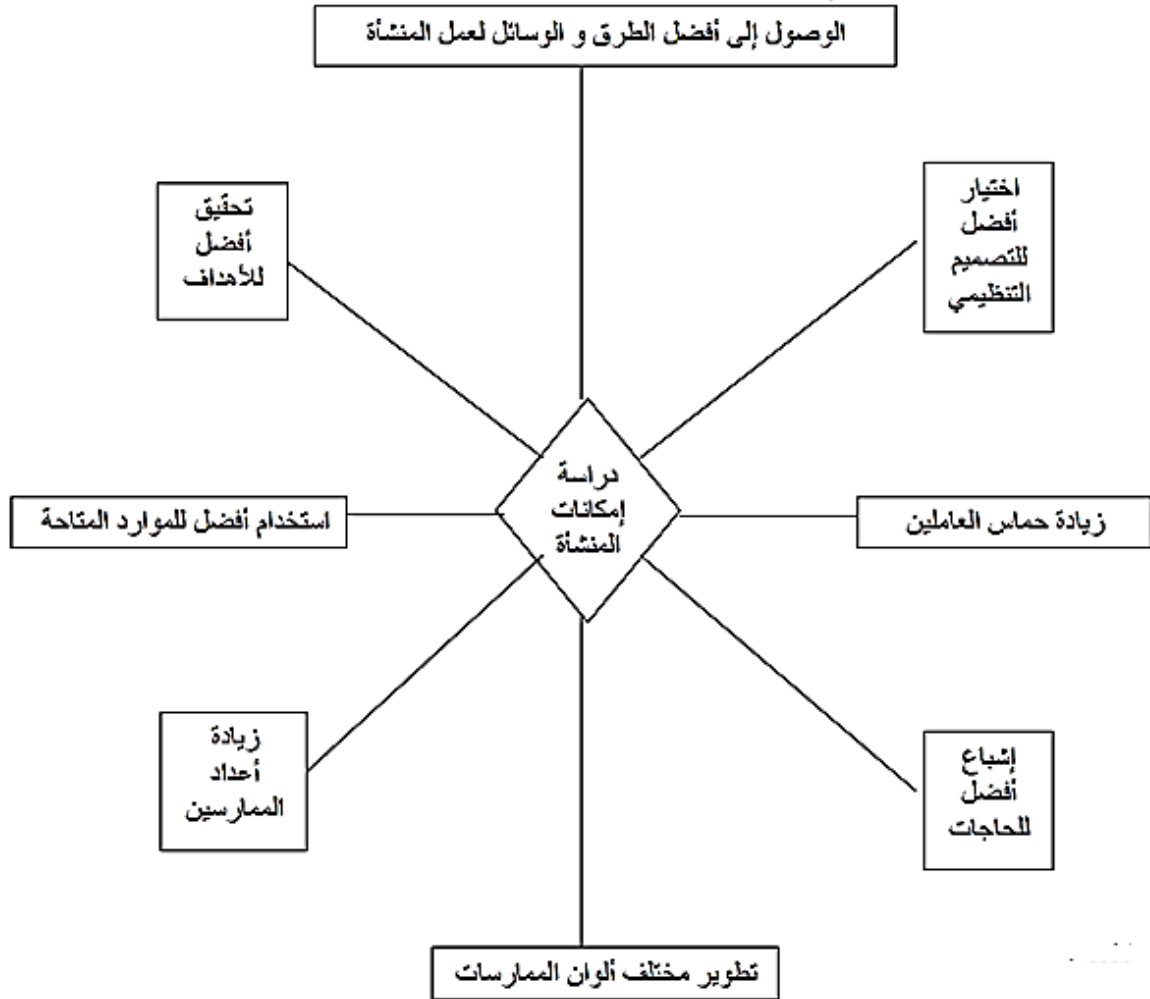 الوصول إلى أفضل الطرق و الوسائل لعمل المنشأة
اختيار
أفضل
للتصميم
التنظيمي
تحقيق
أفضل
للأهداف
دراسة
إمكانات
المنشأة
زيادة حماس العاملين
استخدام أفضل للموارد المتاحة
إشباع
أفضل
للحاجات
زيادة
أعداد
الممارسين
تطوير مختلف ألوان الممارسات